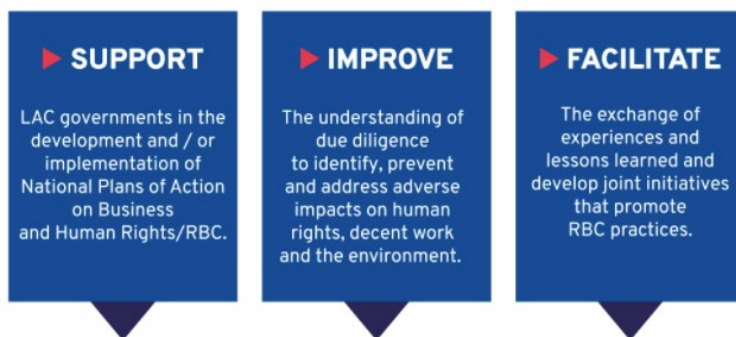 SUPPORT
LAC governments in the
development and / or
implementation of
National Plans of Action
on Business
and Human Rights/RBC.
IMPROVE
The understanding of
due diligence
to identify, prevent
and address adverse
impacts on human
rights, decent work
and the environment.
FACILITATE
The exchange of
experiences and
lessons learned and
develop joint initiatives
that promote
RBC practices.